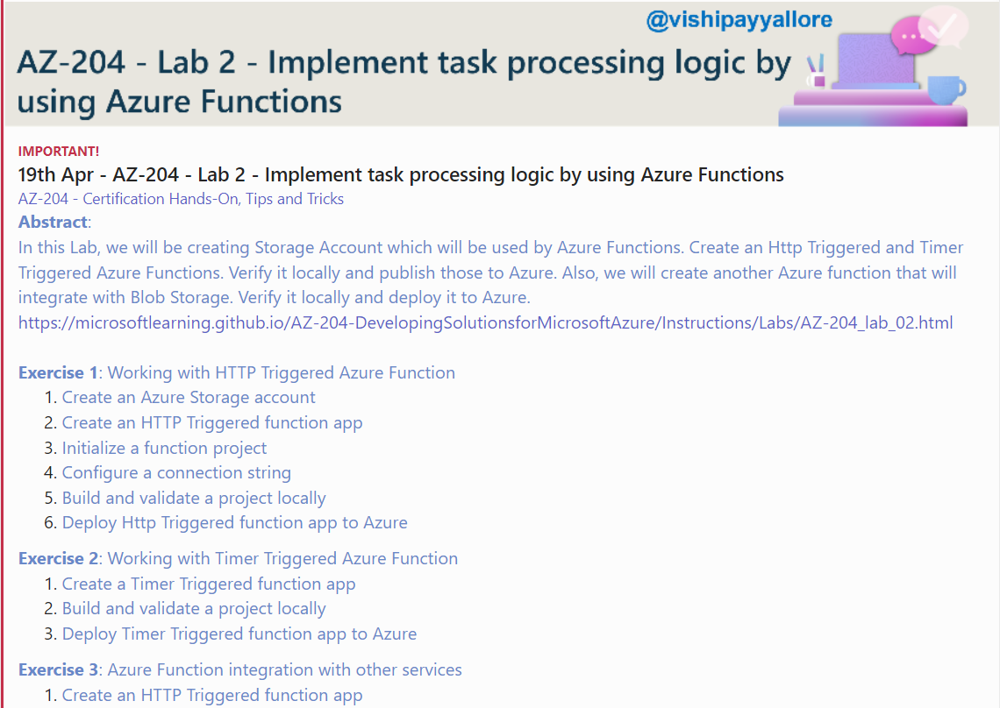 @vishipayyallore
AZ-204 - Lab 2 - Implement task processing logic by
using Azure Functions
IMPORTANT!
19th Apr - AZ-204 - Lab 2 - Implement task processing logic by using Azure Functions
AZ-204 - Certification Hands-On, Tips and Tricks
Abstract:
In this Lab, we will be creating Storage Account which will be used by Azure Functions. Create an Http Triggered and Timer
Triggered Azure Functions. Verify it locally and publish those to Azure. Also, we will create another Azure function that will
integrate with Blob Storage. Verify it locally and deploy it to Azure.
https://microsoftlearning.github.io/AZ-204-DevelopingSolutionsforMicrosoftAzure/Instructions/Labs/AZ-204_lab_02.html
Exercise 1: Working with HTTP Triggered Azure Function
1. Create an Azure Storage account
2. Create an HTTP Triggered function app
3. Initialize a function project
4. Configure a connection string
5. Build and validate a project locally
6. Deploy Http Triggered function app to Azure
Exercise 2: Working with Timer Triggered Azure Function
1. Create a Timer Triggered function app
2. Build and validate a project locally
3. Deploy Timer Triggered function app to Azure
Exercise 3: Azure Function integration with other services
1. Create an HTTP Triggered function app